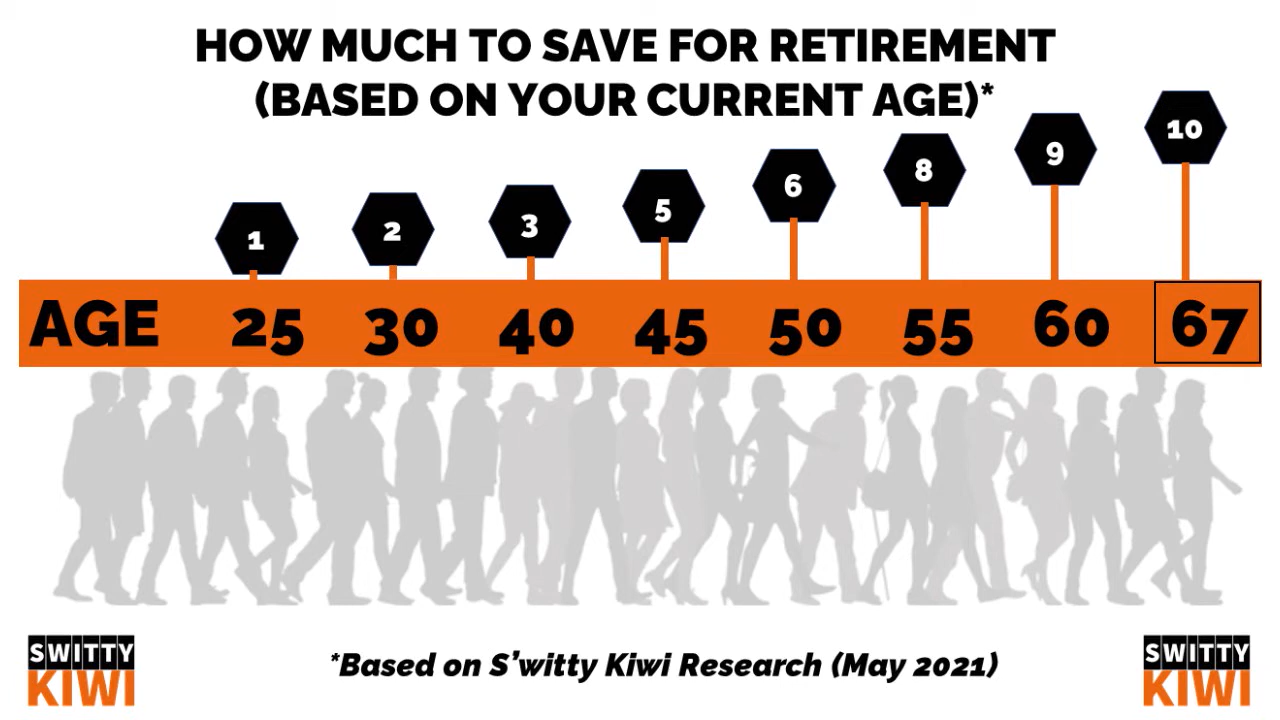 HOW MUCH TO SAVE FOR RETIREMENT
(BASED ON YOUR CURRENT AGE)*
1 2 3 5 6 8 9 10
AGE 25 30 40 45 50 55 60 67
SWITTY
KIWI
*Based on S'witty Kiwi Research (May 2021)
SWITTY
KIWI